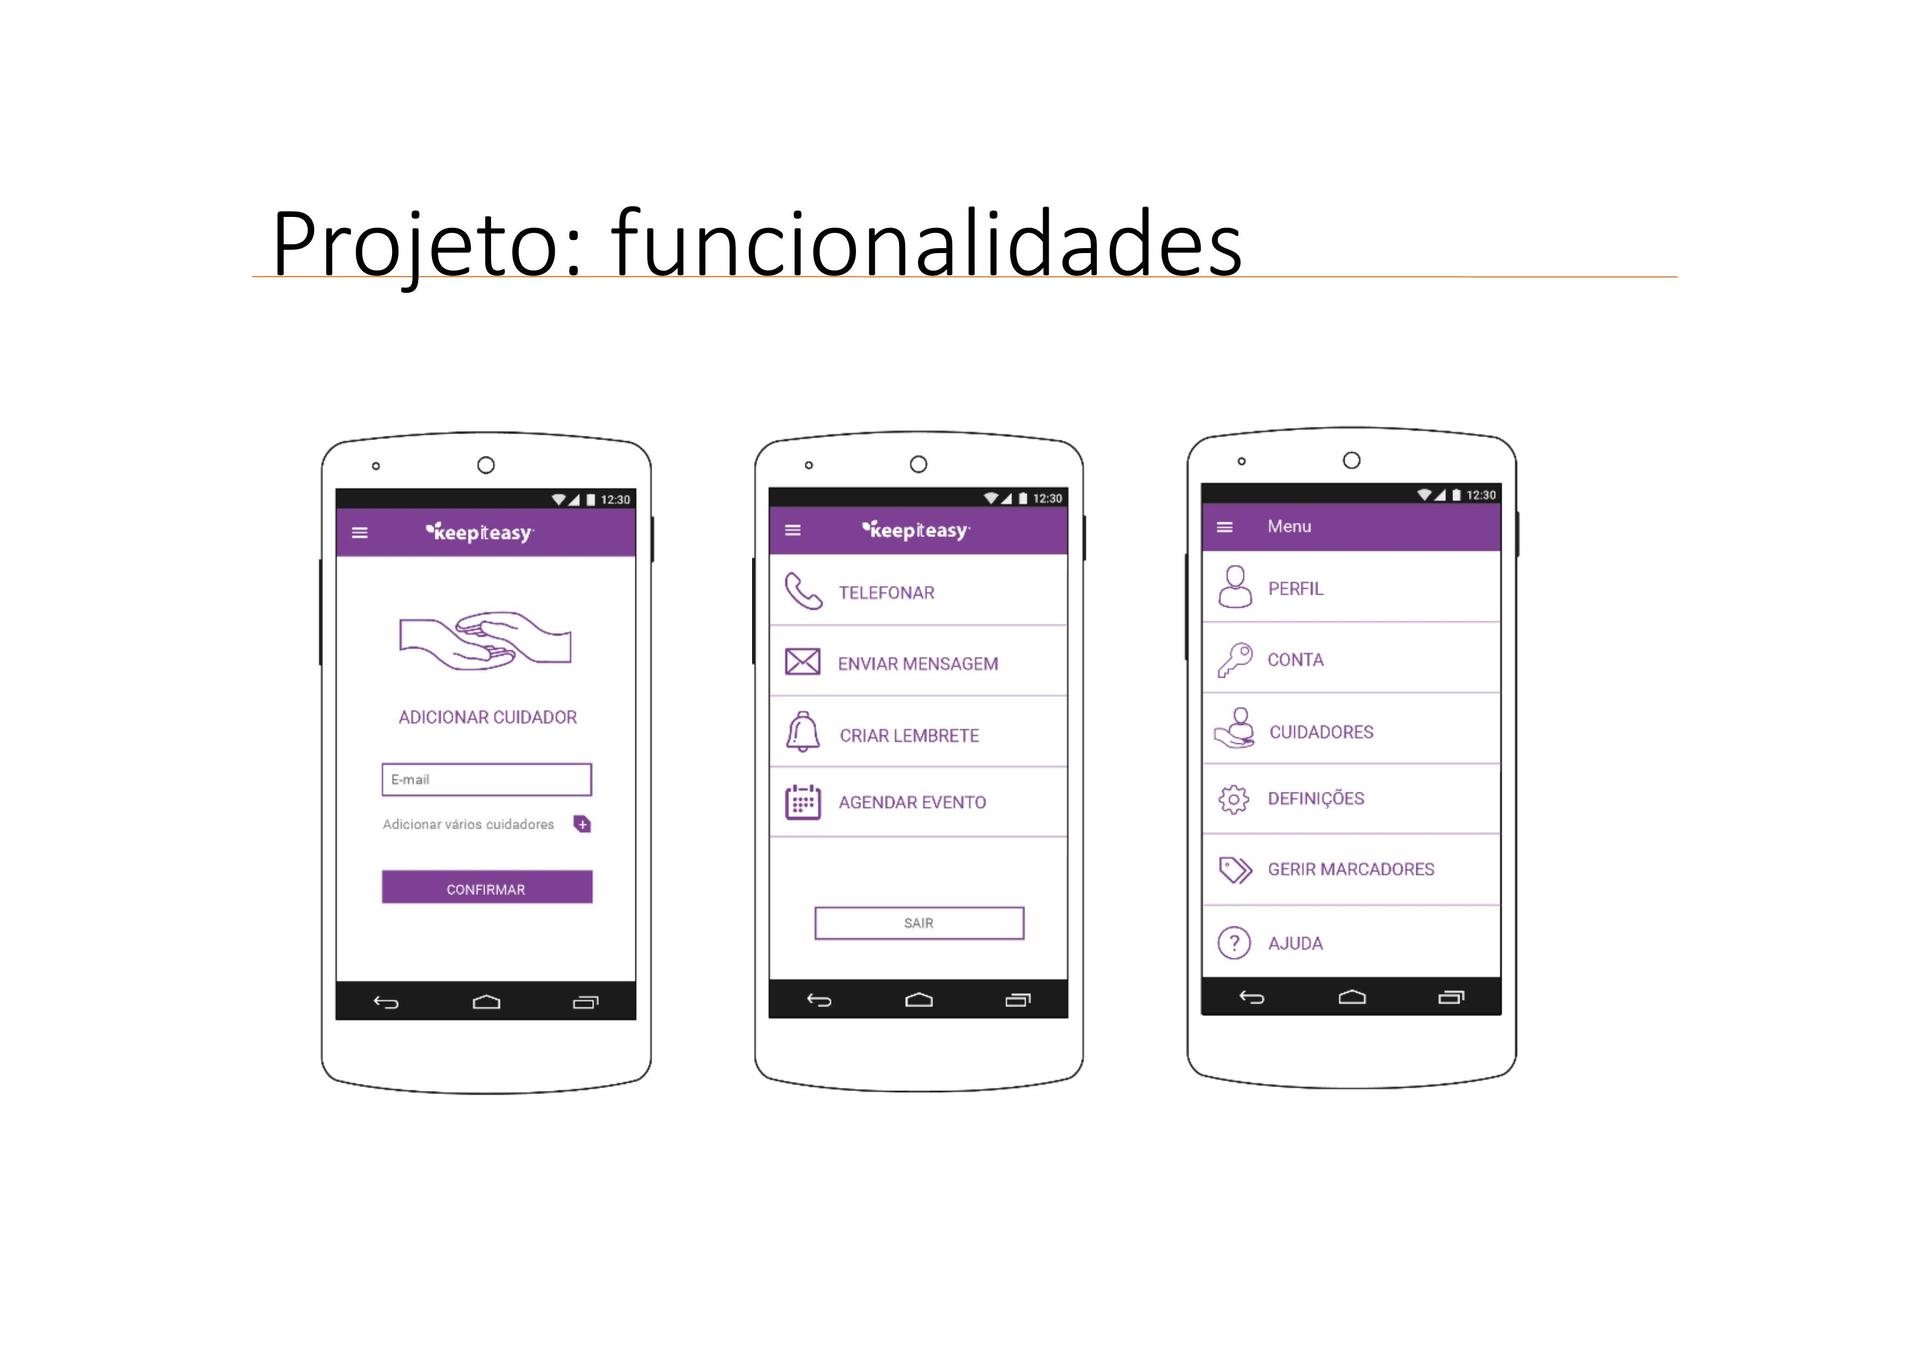 Projeto: funcionalidades
12:30
keepiteasy
ADICIONAR CUIDADOR
E-mail
Adicionar vários cuidadores
CONFIRMAR
12:30
keepiteasy
TELEFONAR
ENVIAR MENSAGEM
CRIAR LEMBRETE
AGENDAR EVENTO
SAIR
12:30
Menu
PERFIL
CONTA
CUIDADORES
DEFINIÇÕES
GERIR MARCADORES
AJUDA